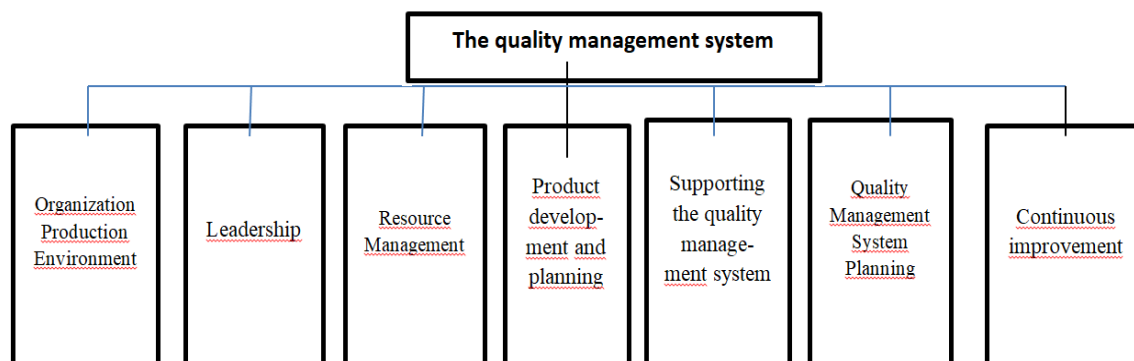 The quality management system
Organization
Production
Environment
Leadership
Resource
Management
Product
develop-
ment and
planning
Supporting
the quality
manage-
ment system
Quality
Management
System
Planning
Continuous
improvement